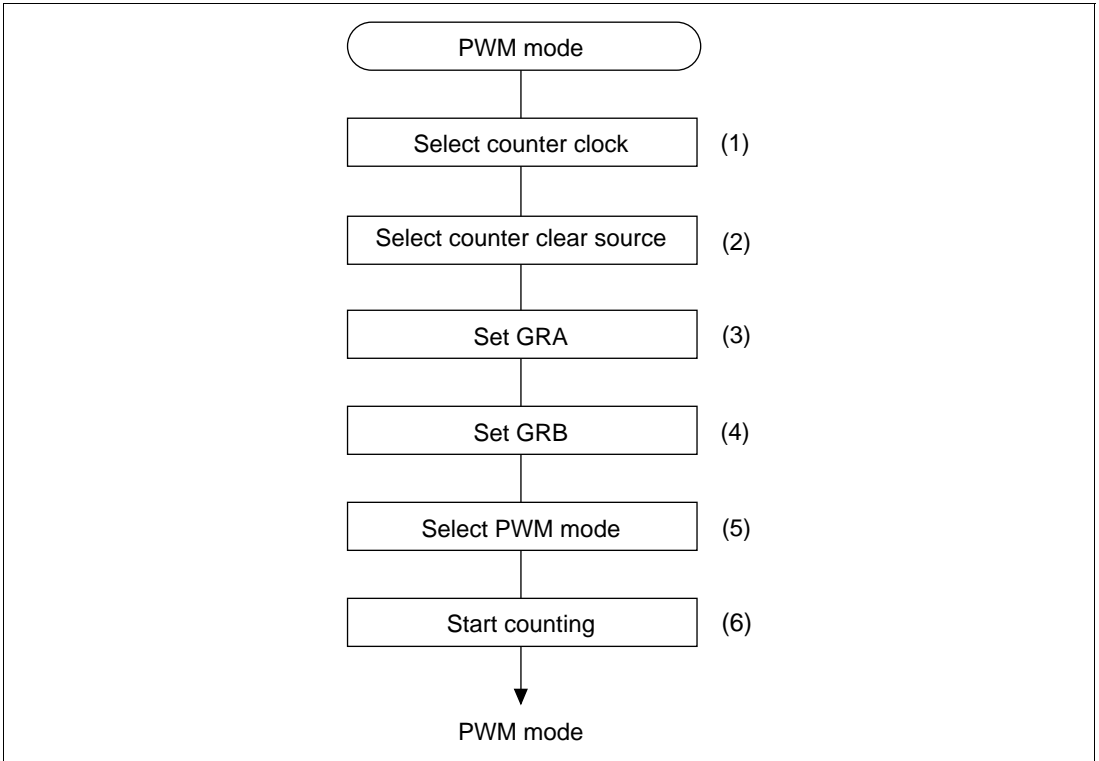 PWM mode
Select counter clock (1)
Select counter clear source (2)
Set GRA (3)
Set GRB (4)
Select PWM mode (5)
Start counting (6)
PWM mode